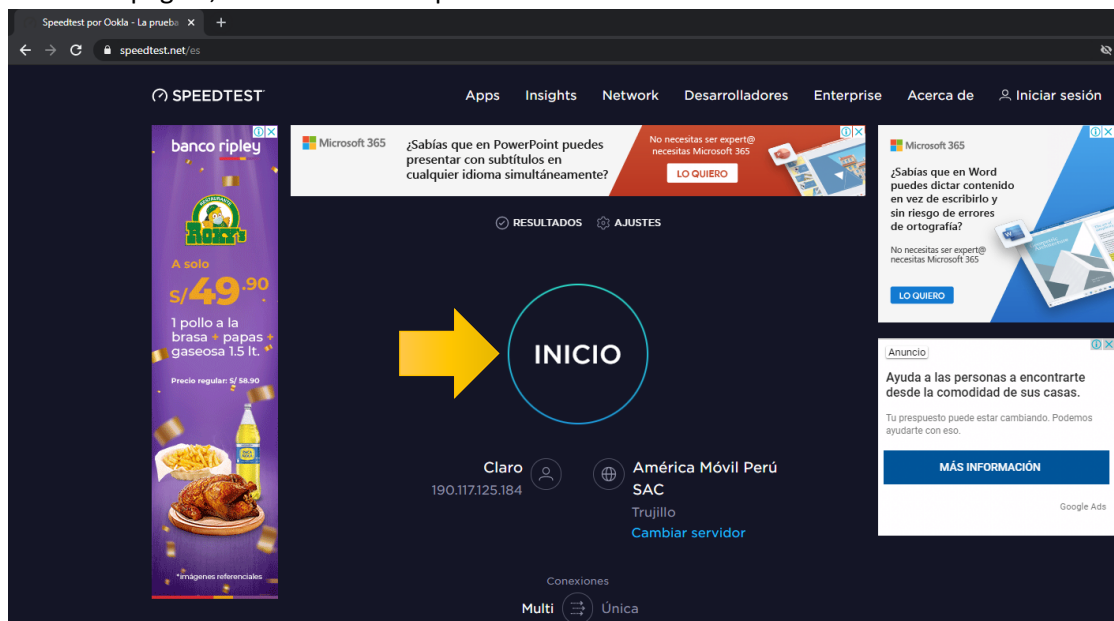 Speedtest por Ookla - La prueba
speedtest.net/es
SPEEDTEST
Apps Insights Network Desarrolladores Enterprise Acerca de Iniciar sesión
banco ripley
RESTAURANTE
ROXY'S
A solo
S/49.90
1 pollo a la
brasa + papas +
gaseosa 1.5 lt.
Precio regular: S/ 58.90
*Imágenes referenciales
Microsoft 365
¿Sabías que en PowerPoint puedes
presentar con subtítulos en
cualquier idioma simultáneamente?
No necesitas ser expert@
necesitas Microsoft 365
LO QUIERO
RESULTADOS AJUSTES
INICIO
Claro
190.117.125.184
América Móvil Perú
SAC
Trujillo
Cambiar servidor
Conexiones
Multi Única
Microsoft 365
¿Sabías que en Word
puedes dictar contenido
en vez de escribirlo y
sin riesgo de errores
de ortografía?
No necesitas ser expert@
necesitas Microsoft 365
LO QUIERO
Anuncio
Ayuda a las personas a encontrarte
desde la comodidad de sus casas.
Tu prespuesto puede estar cambiando. Podemos
ayudarte con eso.
MÁS INFORMACIÓN
Google Ads